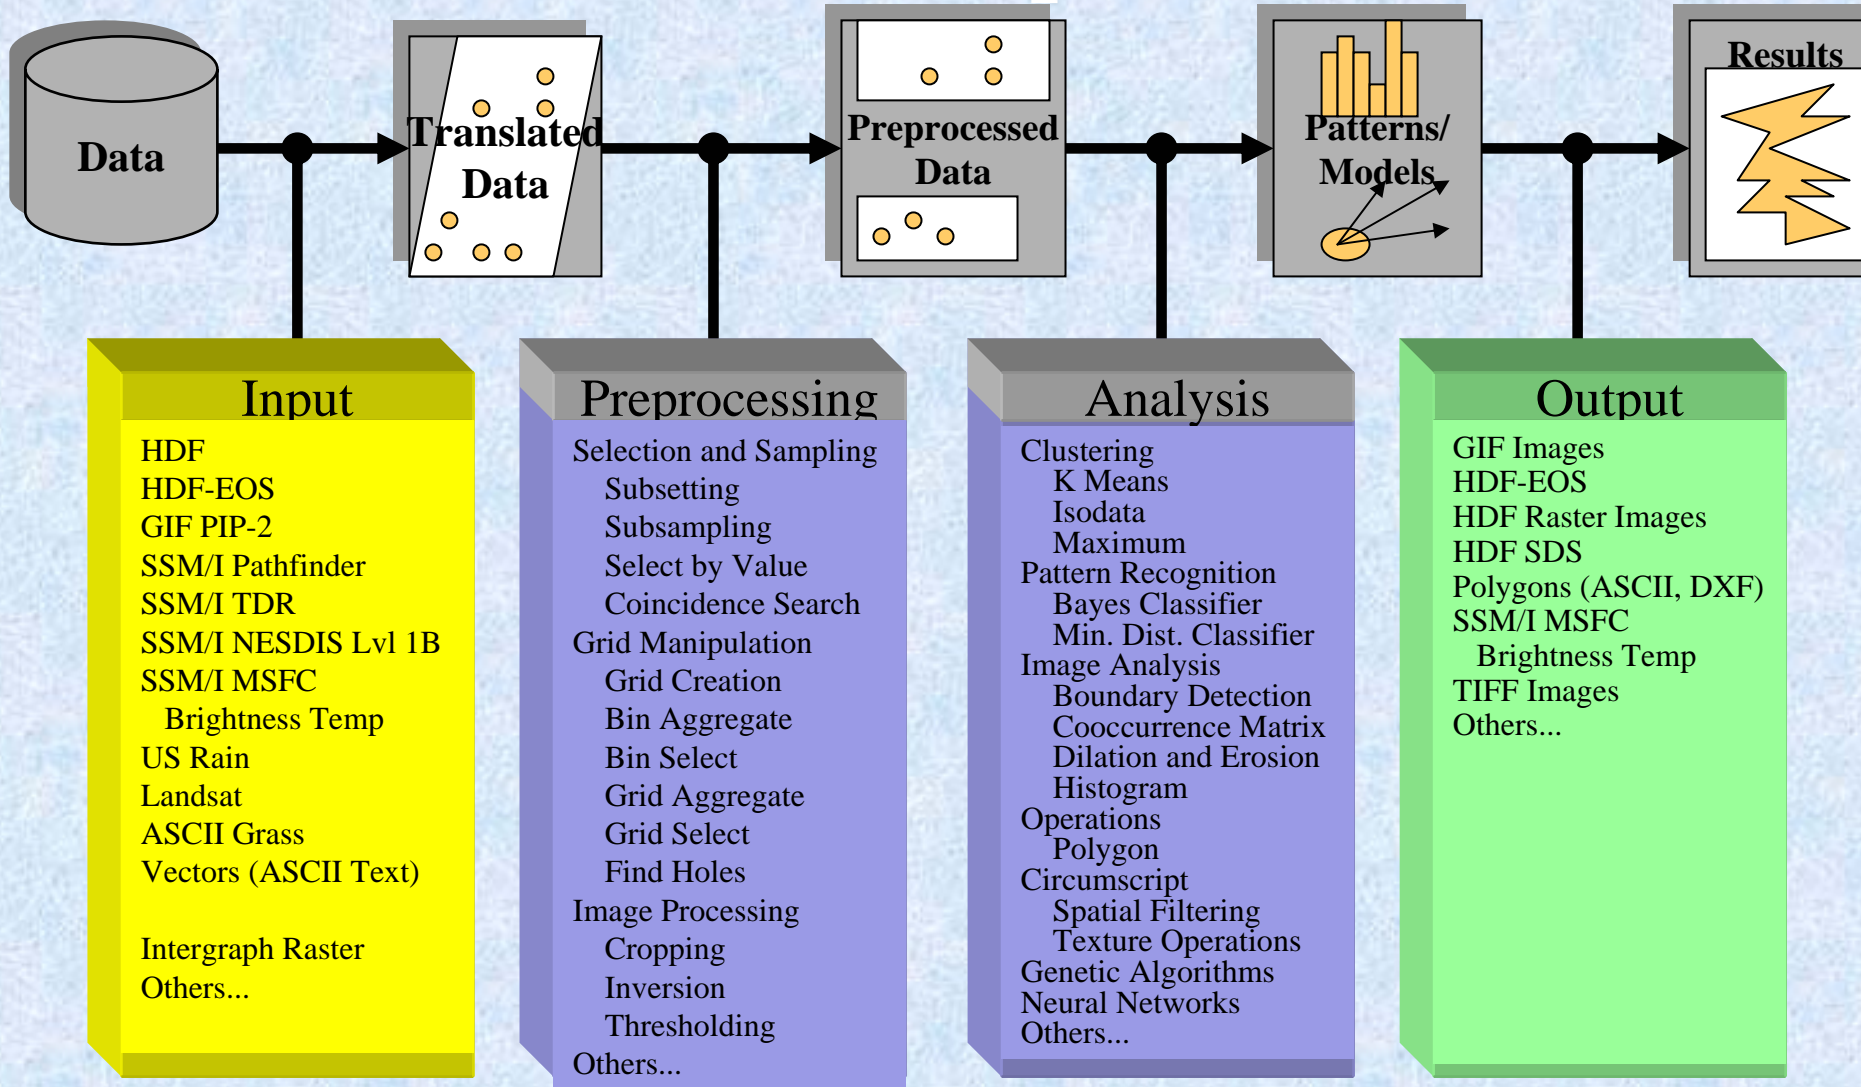 Data
Translated
Data
Preprocessed
Data
Patterns/
Models
Results
Input
HDF
HDF-EOS
GIF PIP-2
SSM/I Pathfinder
SSM/I TDR
SSM/I NESDIS Lvl 1B
SSM/I MSFC
Brightness Temp
US Rain
Landsat
ASCII Grass
Vectors (ASCII Text)
Intergraph Raster
Others...
Preprocessing
Selection and Sampling
Subsetting
Subsampling
Select by Value
Coincidence Search
Grid Manipulation
Grid Creation
Bin Aggregate
Bin Select
Grid Aggregate
Grid Select
Find Holes
Image Processing
Cropping
Inversion
Thresholding
Others...
Analysis
Clustering
K Means
Isodata
Maximum
Pattern Recognition
Bayes Classifier
Min. Dist. Classifier
Image Analysis
Boundary Detection
Cooccurrence Matrix
Dilation and Erosion
Histogram
Operations
Polygon
Circumscript
Spatial Filtering
Texture Operations
Genetic Algorithms
Neural Networks
Others...
Output
GIF Images
HDF-EOS
HDF Raster Images
HDF SDS
Polygons (ASCII, DXF)
SSM/I MSFC
Brightness Temp
TIFF Images
Others...